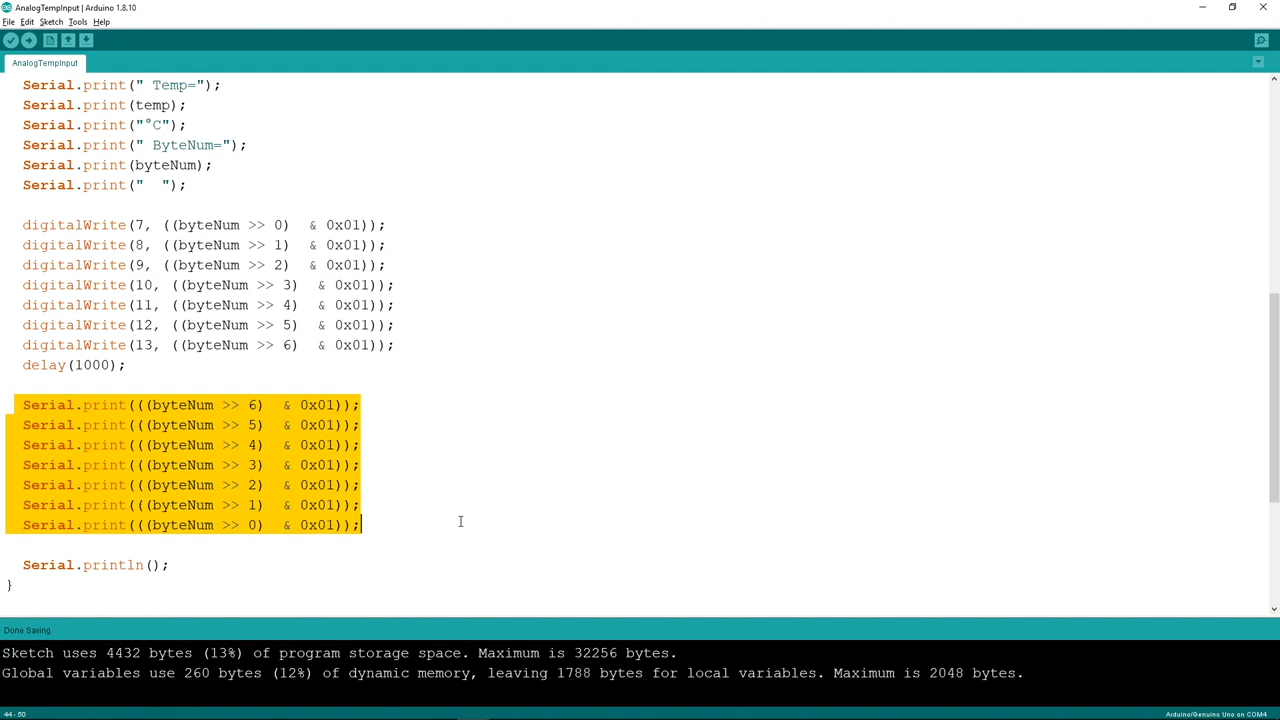 AnalogTempInput | Arduino 1.8.10
File Edit Sketch Tools Help
AnalogTempInput
Serial.print(" Temp=");
Serial.print(temp);
Serial.print("°C");
Serial.print(" ByteNum=");
Serial.print(byteNum);
Serial.print("  ");
digitalWrite(7, ((byteNum >> 0)  & 0x01));
digitalWrite(8, ((byteNum >> 1)  & 0x01));
digitalWrite(9, ((byteNum >> 2)  & 0x01));
digitalWrite(10, ((byteNum >> 3)  & 0x01));
digitalWrite(11, ((byteNum >> 4)  & 0x01));
digitalWrite(12, ((byteNum >> 5)  & 0x01));
digitalWrite(13, ((byteNum >> 6)  & 0x01));
delay(1000);
Serial.print(((byteNum >> 6)  & 0x01));
Serial.print(((byteNum >> 5)  & 0x01));
Serial.print(((byteNum >> 4)  & 0x01));
Serial.print(((byteNum >> 3)  & 0x01));
Serial.print(((byteNum >> 2)  & 0x01));
Serial.print(((byteNum >> 1)  & 0x01));
Serial.print(((byteNum >> 0)  & 0x01));
Serial.println();
}
Done Saving.
Sketch uses 4432 bytes (13%) of program storage space. Maximum is 32256 bytes.
Global variables use 260 bytes (12%) of dynamic memory, leaving 1788 bytes for local variables. Maximum is 2048 bytes.
44 - 50 Arduino/Genuino Uno on COM4